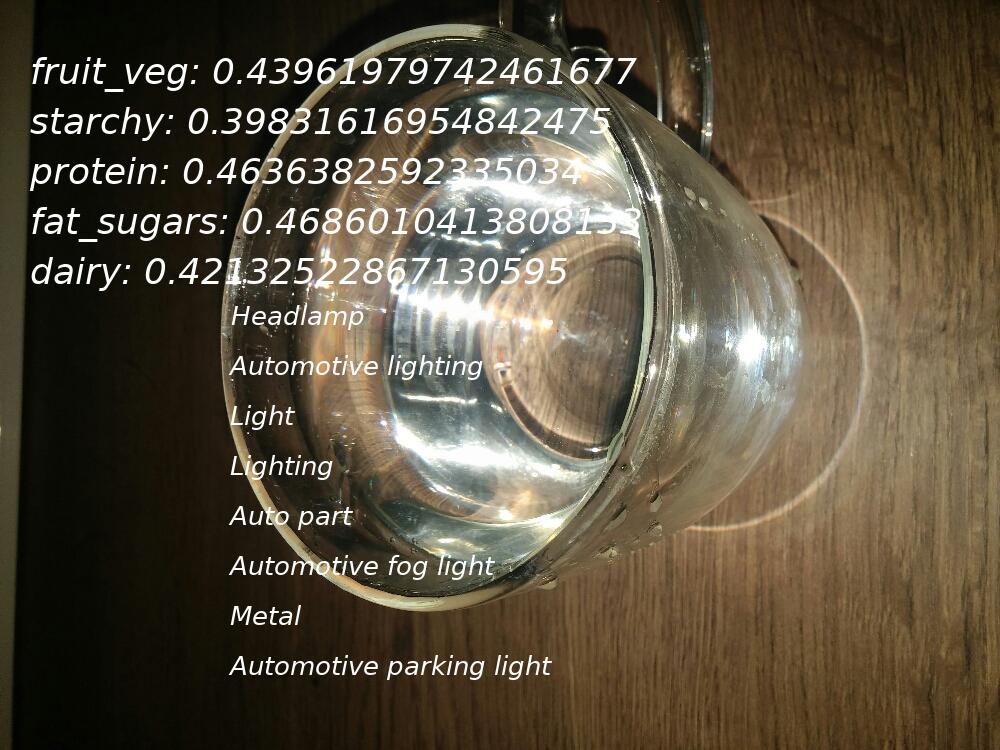 fruit_veg: 0.43961979742461677
starchy: 0.39831616954842475
protein: 0.4636382592335034
fat_sugars: 0.4686010413808133
dairy: 0.42132522867130595
Headlamp
Automotive lighting
Light
Lighting
Auto part
Automotive fog light
Metal
Automotive parking light